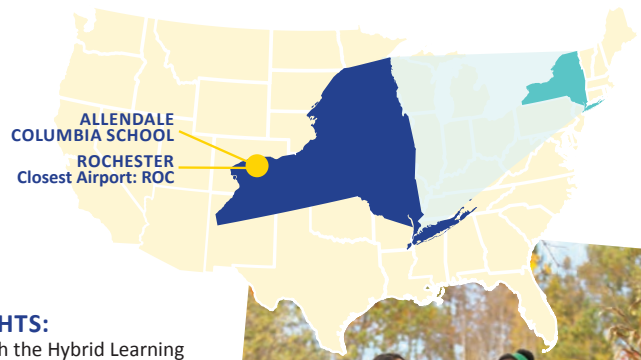 ALLENDALE
COLUMBIA SCHOOL
ROCHESTER
Closest Airport: ROC
HTS:
h the Hybrid Learning